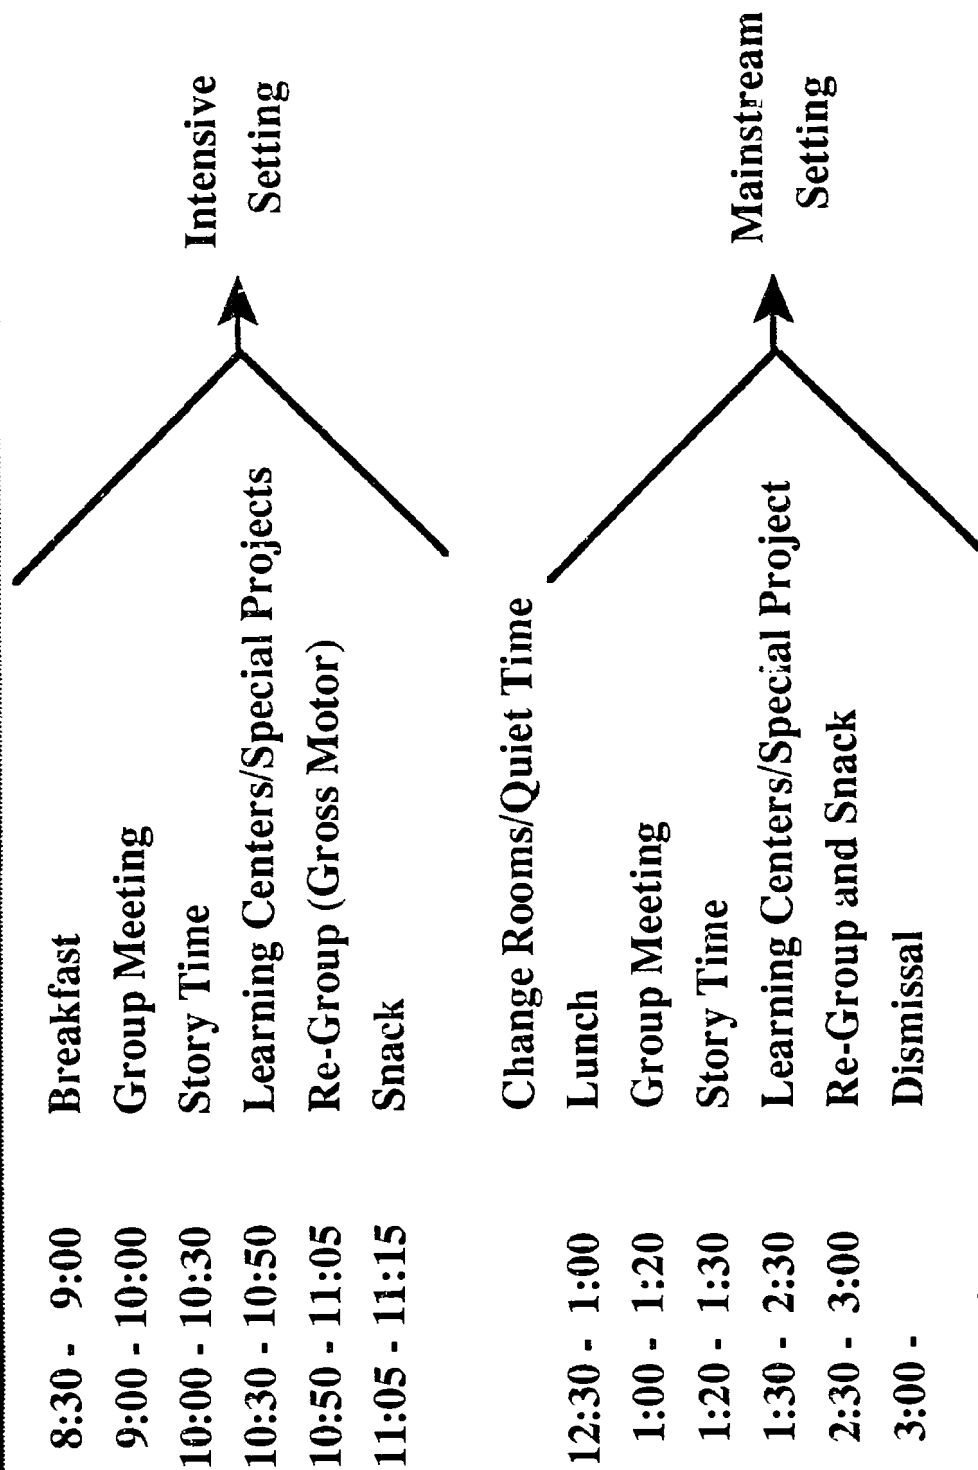 8:30 - 9:00 Breakfast
9:00 - 10:00 Group Meeting
10:00 - 10:30 Story Time
10:30 - 10:50 Learning Centers/Special Projects
10:50 - 11:05 Re-Group (Gross Motor)
11:05 - 11:15 Snack
Intensive
Setting
Change Rooms/Quiet Time
12:30 - 1:00 Lunch
1:00 - 1:20 Group Meeting
1:20 - 1:30 Story Time
1:30 - 2:30 Learning Centers/Special Project
2:30 - 3:00 Re-Group and Snack
3:00 - Dismissal
Mainstream
Setting